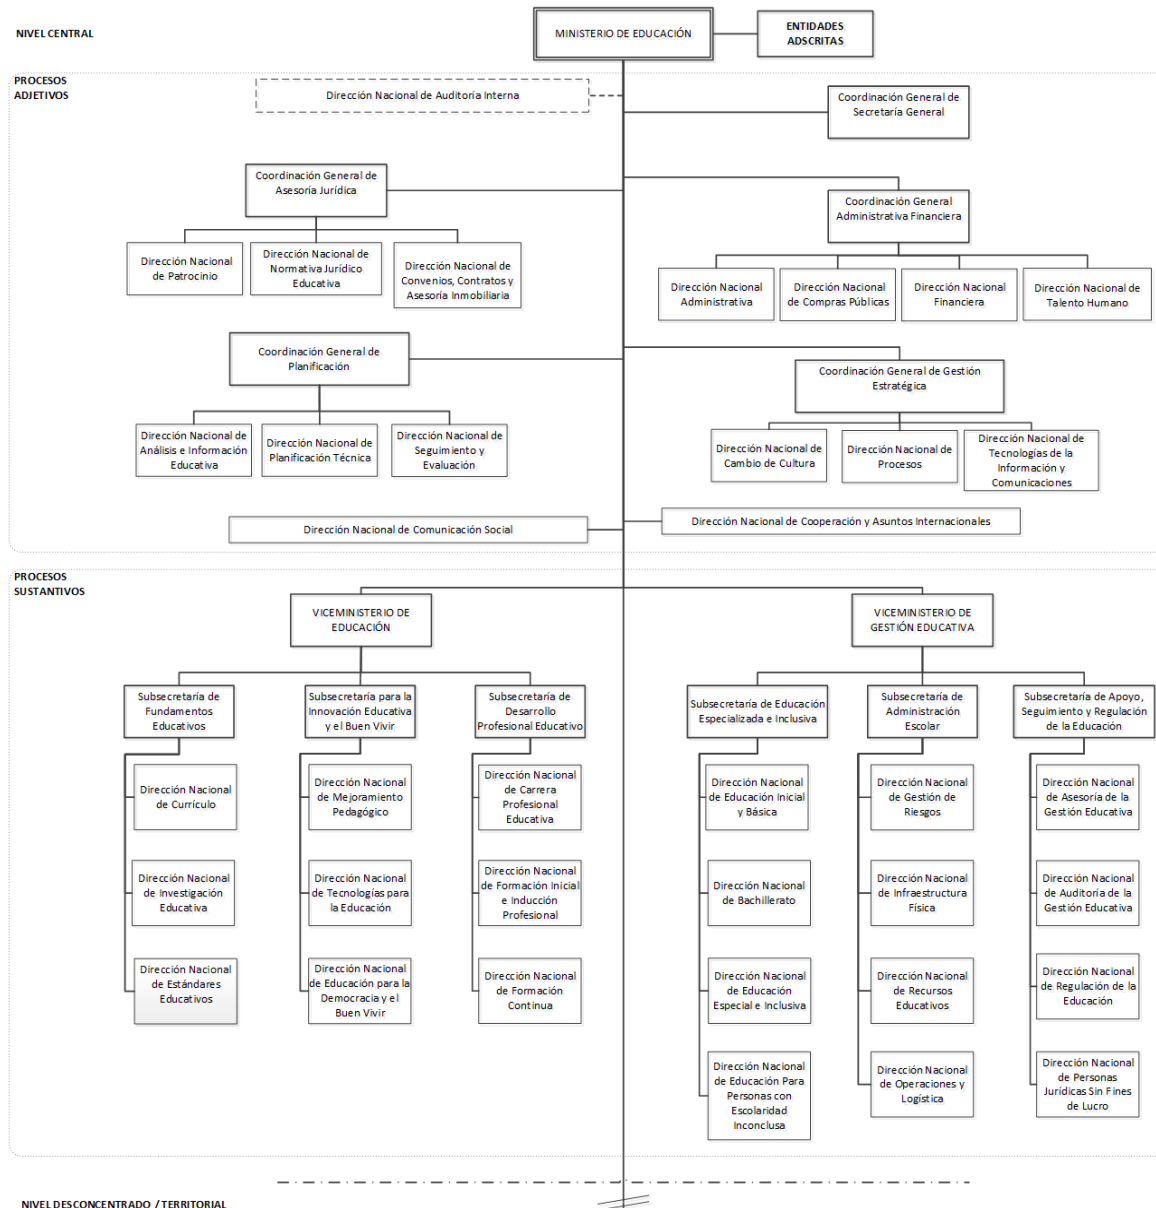 NIVEL CENTRAL
MINISTERIO DE EDUCACIÓN
ENTIDADES
ADSCRITAS
PROCESOS
ADJETIVOS
Dirección Nacional de Auditoría Interna
Coordinación General de
Secretaría General
Coordinación General de
Asesoría Jurídica
Coordinación General
Administrativa Financiera
Dirección Nacional
de Patrocinio
Dirección Nacional de
Normativa Jurídico
Educativa
Dirección Nacional de
Convenios, Contratos y
Asesoría Inmobiliaria
Dirección Nacional
Administrativa
Dirección Nacional
de Compras Públicas
Dirección Nacional
Financiera
Dirección Nacional de
Talento Humano
Coordinación General de
Planificación
Coordinación General de Gestión
Estratégica
Dirección Nacional de
Análisis e Información
Educativa
Dirección Nacional de
Planificación Técnica
Dirección Nacional de
Seguimiento y
Evaluación
Dirección Nacional de
Cambio de Cultura
Dirección Nacional de
Procesos
Dirección Nacional de
Tecnologías de la
Información y
Comunicaciones
Dirección Nacional de Comunicación Social
Dirección Nacional de Cooperación y Asuntos Internacionales
PROCESOS
SUSTANTIVOS
VICEMINISTERIO DE
EDUCACIÓN
VICEMINISTERIO DE
GESTIÓN EDUCATIVA
Subsecretaría de
Fundamentos
Educativos
Subsecretaría para la
Innovación Educativa
y el Buen Vivir
Subsecretaría de
Desarrollo
Profesional Educativo
Subsecretaría de Educación
Especializada e Inclusiva
Subsecretaría de
Administración
Escolar
Subsecretaría de Apoyo,
Seguimiento y Regulación
de la Educación
Dirección Nacional
de Currículo
Dirección Nacional
de Mejoramiento
Pedagógico
Dirección Nacional
de Carrera
Profesional
Educativa
Dirección Nacional
de Educación Inicial
y Básica
Dirección Nacional
de Gestión de
Riesgos
Dirección Nacional
de Asesoría de la
Gestión Educativa
Dirección Nacional
de Investigación
Educativa
Dirección Nacional
de Tecnologías para
la Educación
Dirección Nacional
de Formación Inicial
e Inducción
Profesional
Dirección Nacional
de Bachillerato
Dirección Nacional
de Infraestructura
Física
Dirección Nacional
de Auditoría de la
Gestión Educativa
Dirección Nacional
de Estándares
Educativos
Dirección Nacional
de Educación para la
Democracia y el
Buen Vivir
Dirección Nacional
de Formación
Continua
Dirección Nacional
de Educación
Especial e Inclusiva
Dirección Nacional
de Recursos
Educativos
Dirección Nacional
de Regulación de la
Educación
Dirección Nacional
de Educación Para
Personas con
Escolaridad
Inconclusa
Dirección Nacional
de Operaciones y
Logística
Dirección Nacional
de Personas
Jurídicas Sin Fines
de Lucro
NIVEL DESCONCENTRADO / TERRITORIAL